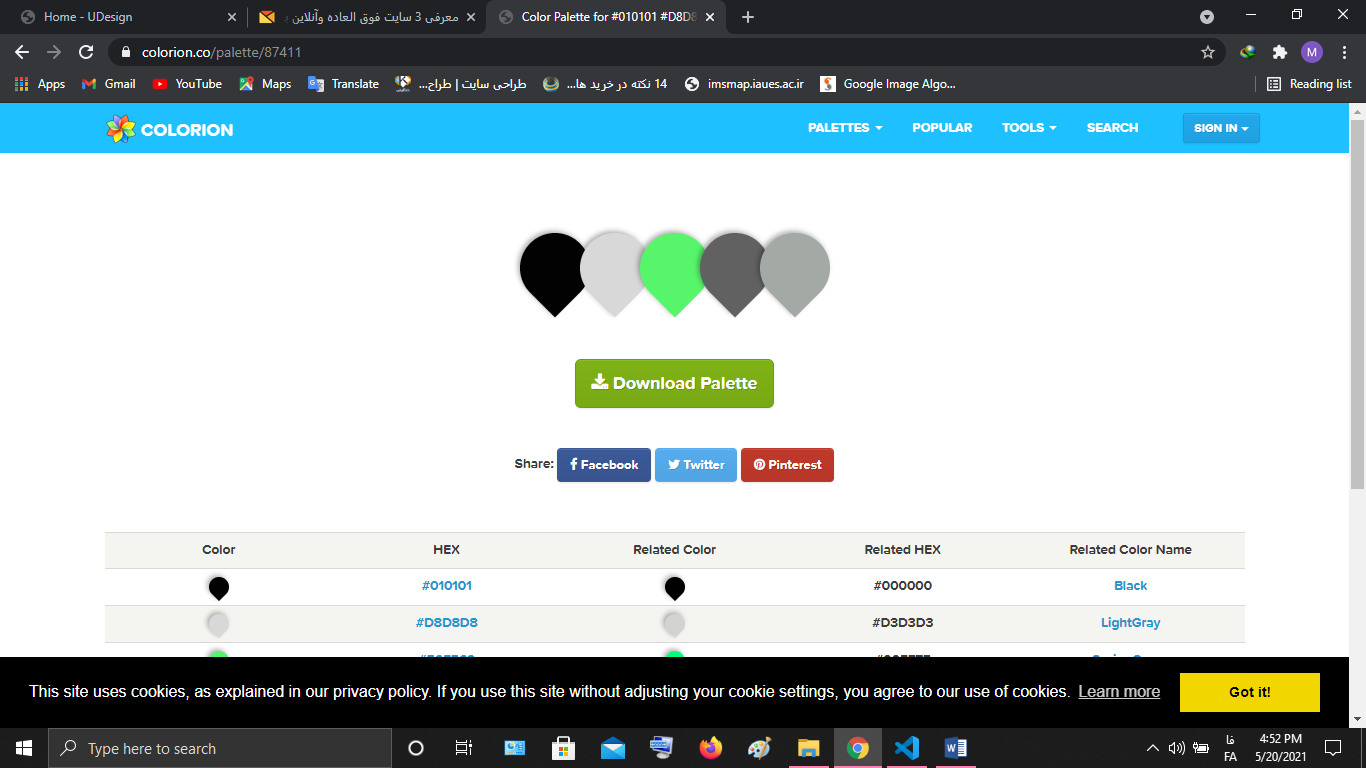 Home - UDesign
معرفی 3 سایت فوق العاده وآنلاین
Color Palette for #010101 #D8D8
colorion.co/palette/87411
M
Apps
Gmail
YouTube
Maps
Translate
طراحی سایت | طراح...
14 نکته در خرید ها...
imsmap.iaues.ac.ir
Google Image Algo...
Reading list
COLORION
PALETTES
POPULAR
TOOLS
SEARCH
SIGN IN
Download Palette
Share: Facebook Twitter Pinterest
Color HEX Related Color Related HEX Related Color Name
#010101 #000000 Black
#D8D8D8 #D3D3D3 LightGray
This site uses cookies, as explained in our privacy policy. If you use this site without adjusting your cookie settings, you agree to our use of cookies. Learn more
Got it!
Type here to search
فا
FA
4:52 PM
5/20/2021